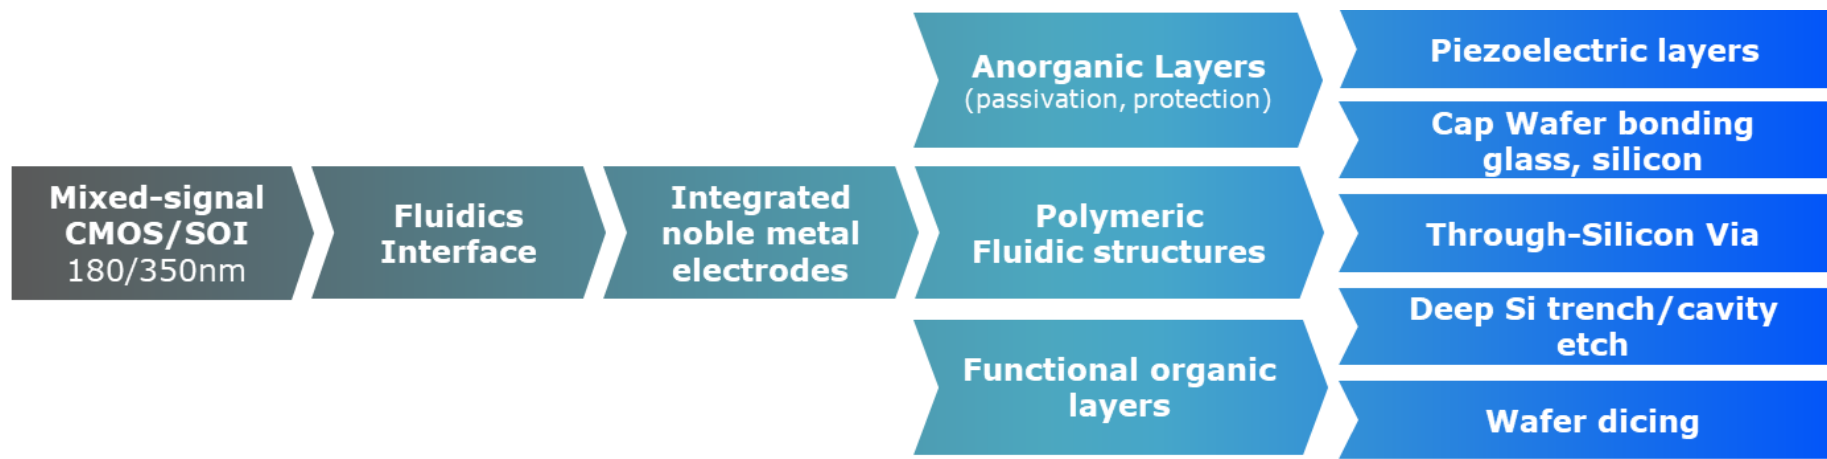 Mixed-signal
CMOS/SOI
180/350nm
Fluidics
Interface
Integrated
noble metal
electrodes
Anorganic Layers
(passivation, protection)
Polymeric
Fluidic structures
Functional organic
layers
Piezoelectric layers
Cap Wafer bonding
glass, silicon
Through-Silicon Via
Deep Si trench/cavity
etch
Wafer dicing